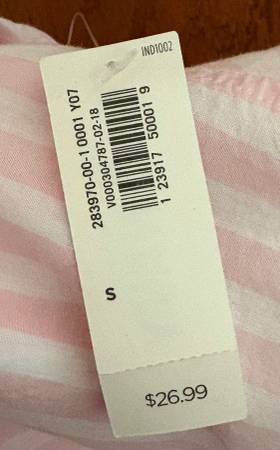 IND1002
283970-00-1 0001 Y07
V000304787-02-18
1 23917 50001 9
S
$26.99